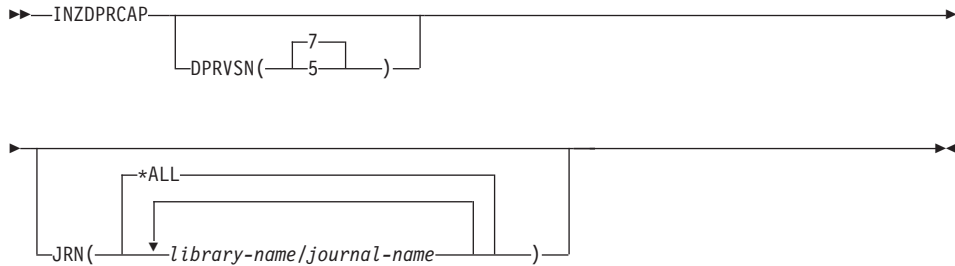 INZDPRCAP
7
DPRVSN( 5 )
*ALL
JRN( library-name/journal-name )